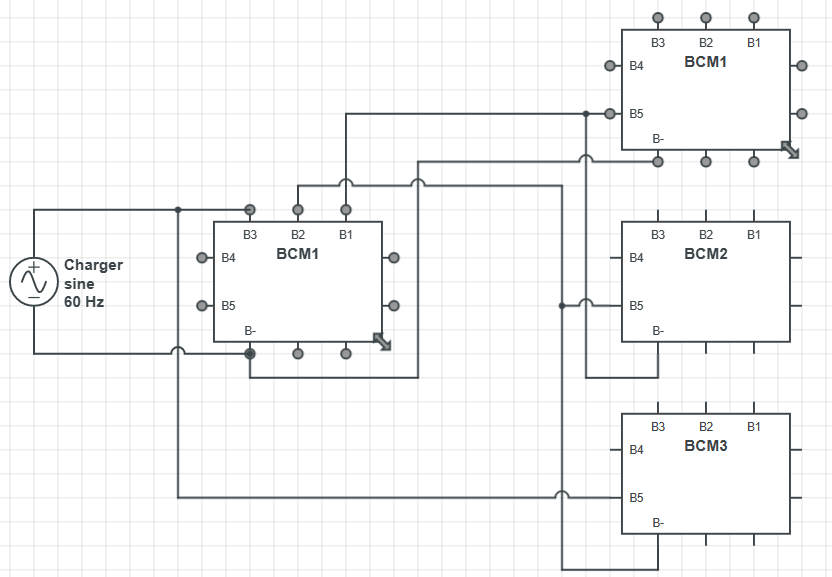 B3 B2 B1
B4 BCM1
B5
B-
B3 B2 B1
B4 BCM1
B5
B-
Charger
sine
60 Hz
B3 B2 B1
B4 BCM2
B5
B-
B3 B2 B1
B4 BCM3
B5
B-